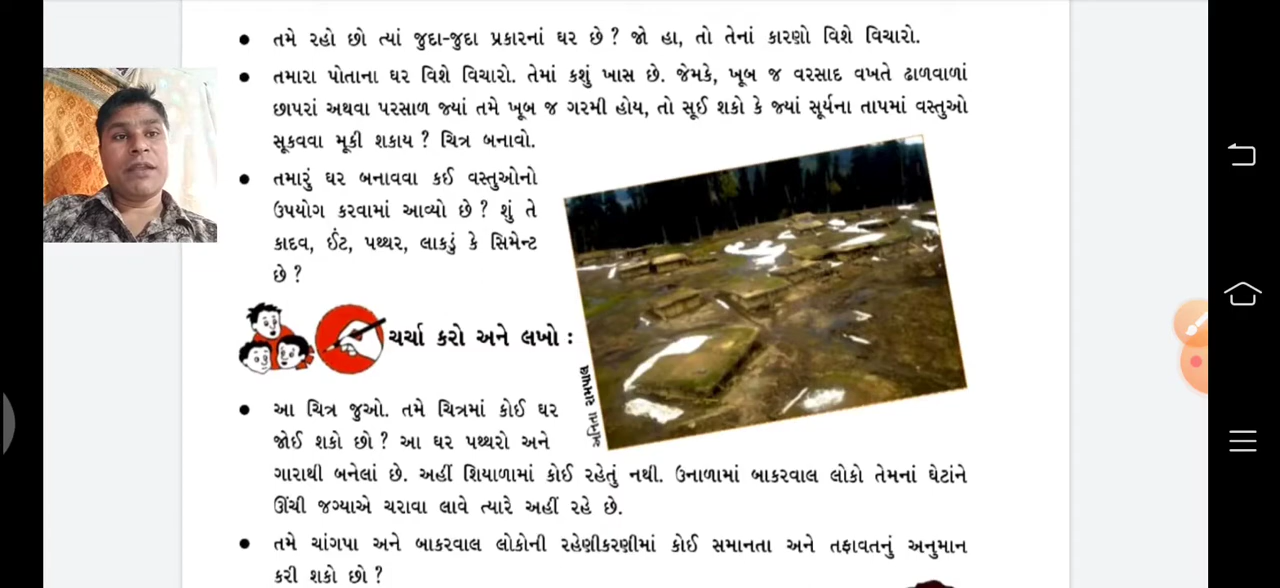 તમે રહો છો ત્યાં જુદા-જુદા પ્રકારનાં ઘર છે ? જો હા, તો તેનાં કારણો વિશે વિચારો.
તમારા પોતાના ઘર વિશે વિચારો. તેમાં કશું ખાસ છે. જેમકે, ખૂબ જ વરસાદ વખતે ઢાળવાળાં
છાપરાં અથવા પરસાળ જ્યાં તમે ખૂબ જ ગરમી હોય, તો સૂઈ શકો કે જ્યાં સૂર્યના તાપમાં વસ્તુઓ
સૂકવવા મૂકી શકાય ? ચિત્ર બનાવો.
તમારું ઘર બનાવવા કઈ વસ્તુઓનો
ઉપયોગ કરવામાં આવ્યો છે ? શું તે
કાદવ, ઈંટ, પથ્થર, લાકડું કે સિમેન્ટ
છે ?
ચર્ચા કરો અને લખો :
અનિતા રામપાલ
આ ચિત્ર જુઓ. તમે ચિત્રમાં કોઈ ઘર
જોઈ શકો છો ? આ ઘર પથ્થરો અને
ગારાથી બનેલાં છે. અહીં શિયાળામાં કોઈ રહેતું નથી. ઉનાળામાં બાકરવાલ લોકો તેમનાં ઘેટાંને
ઊંચી જગ્યાએ ચરાવા લાવે ત્યારે અહીં રહે છે.
તમે ચાંગપા અને બાકરવાલ લોકોની રહેણીકરણીમાં કોઈ સમાનતા અને તફાવતનું અનુમાન
કરી શકો છો ?